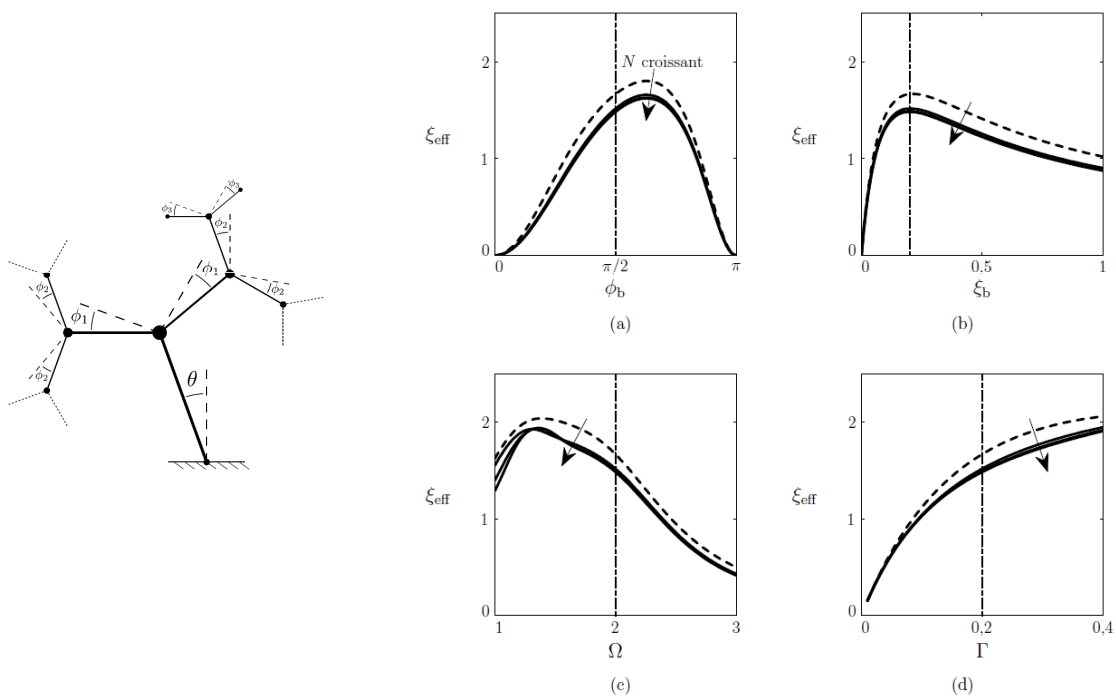 ϕ₃
ϕ₃
ϕ₂
ϕ₁
ϕ₂
ϕ₂
ϕ₁
ϕ₂
θ
2
1
0
ξeff
N croissant
0
π/2
π
ϕb
(a)
2
1
0
ξeff
0
0,5
1
ξb
(b)
2
1
0
ξeff
1
2
3
Ω
(c)
2
1
0
ξeff
0
0,2
0,4
Γ
(d)